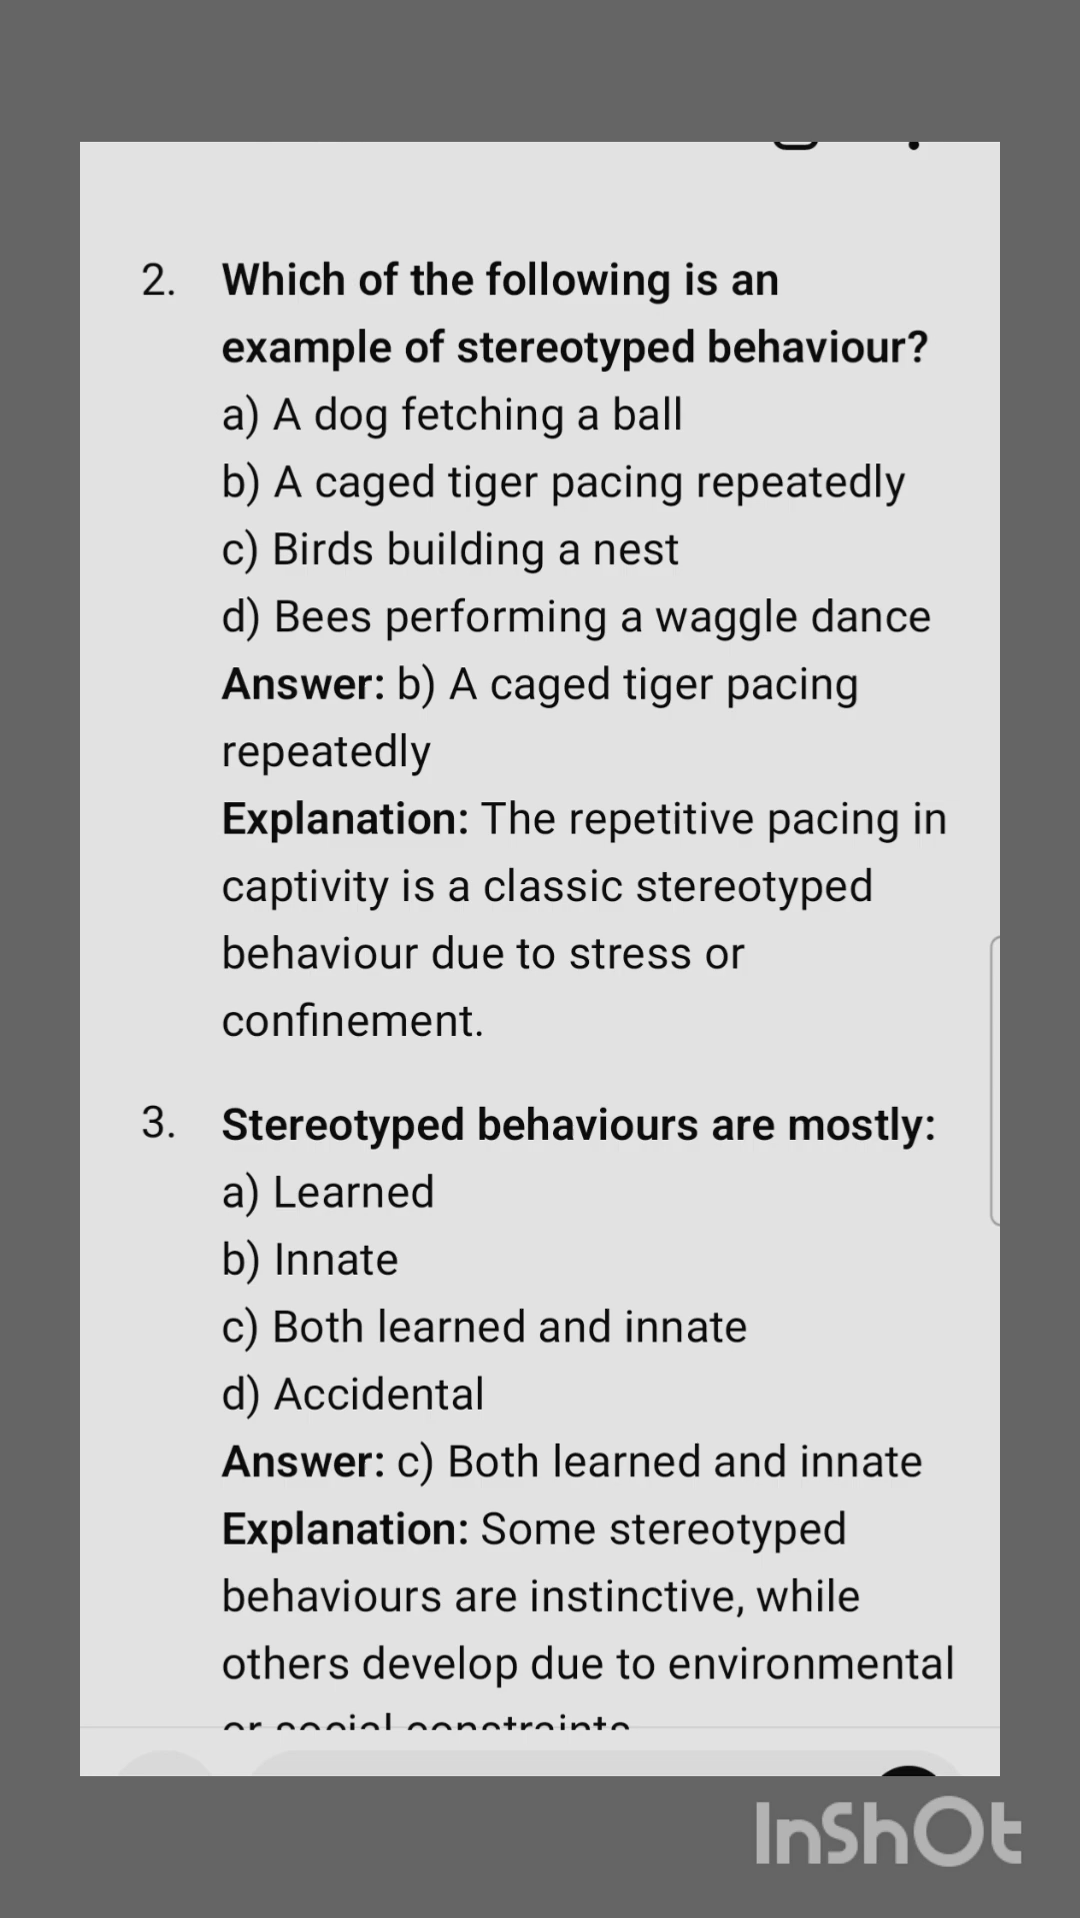 2. Which of the following is an
example of stereotyped behaviour?
a) A dog fetching a ball
b) A caged tiger pacing repeatedly
c) Birds building a nest
d) Bees performing a waggle dance
Answer: b) A caged tiger pacing
repeatedly
Explanation: The repetitive pacing in
captivity is a classic stereotyped
behaviour due to stress or
confinement.
3. Stereotyped behaviours are mostly:
a) Learned
b) Innate
c) Both learned and innate
d) Accidental
Answer: c) Both learned and innate
Explanation: Some stereotyped
behaviours are instinctive, while
others develop due to environmental
or social constraints
InShOt